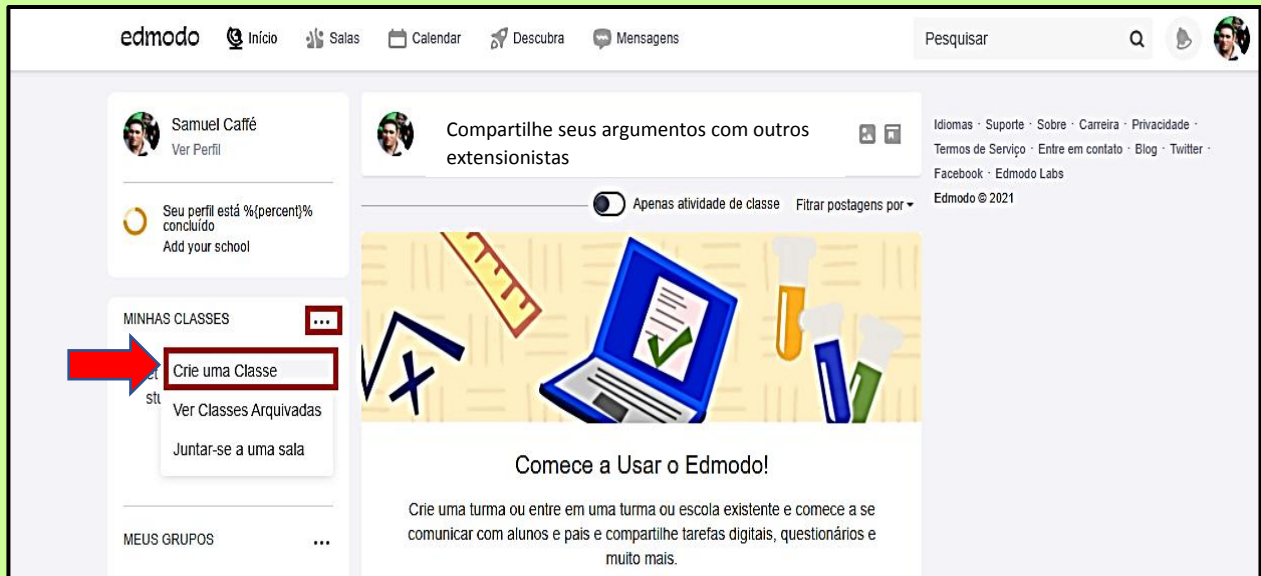 edmodo Início Salas Calendar Descubra Mensagens Pesquisar
Samuel Caffé
Ver Perfil
Seu perfil está %{percent}%
concluído
Add your school
MINHAS CLASSES ...
Crie uma Classe
Ver Classes Arquivadas
Juntar-se a uma sala
MEUS GRUPOS ...
Compartilhe seus argumentos com outros
extensionistas
Apenas atividade de classe Fitrar postagens por
Comece a Usar o Edmodo!
Crie uma turma ou entre em uma turma ou escola existente e comece a se
comunicar com alunos e pais e compartilhe tarefas digitais, questionários e
muito mais.
Idiomas · Suporte · Sobre · Carreira · Privacidade ·
Termos de Serviço · Entre em contato · Blog · Twitter ·
Facebook · Edmodo Labs
Edmodo © 2021